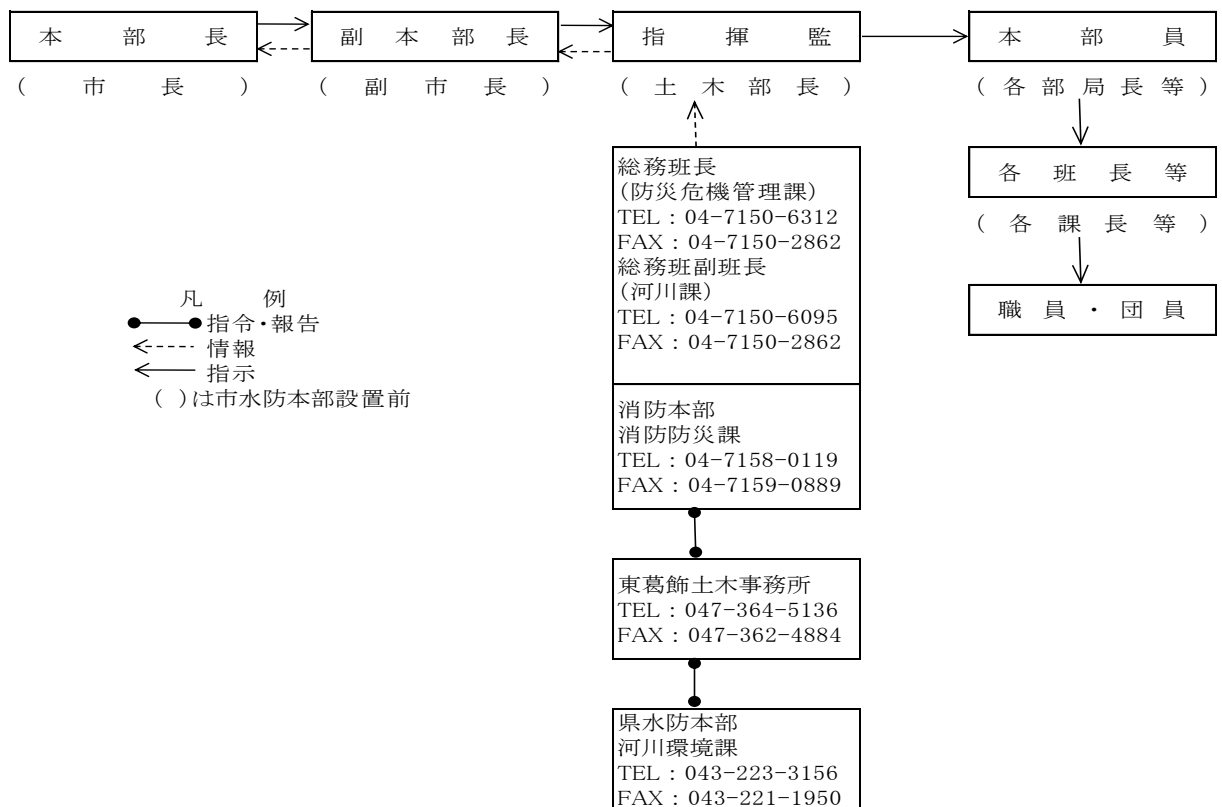 本部長
副本部長
指揮監
本部員
(市長)
(副市長)
(土木部長)
(各部局長等)
各班長等
(各課長等)
職員・団員
総務班長
(防災危機管理課)
TEL：04-7150-6312
FAX：04-7150-2862
総務班副班長
(河川課)
TEL：04-7150-6095
FAX：04-7150-2862
消防本部
消防防災課
TEL：04-7158-0119
FAX：04-7159-0889
東葛飾土木事務所
TEL：047-364-5136
FAX：047-362-4884
県水防本部
河川環境課
TEL：043-223-3156
FAX：043-221-1950
凡例
指令・報告
情報
指示
( )は市水防本部設置前